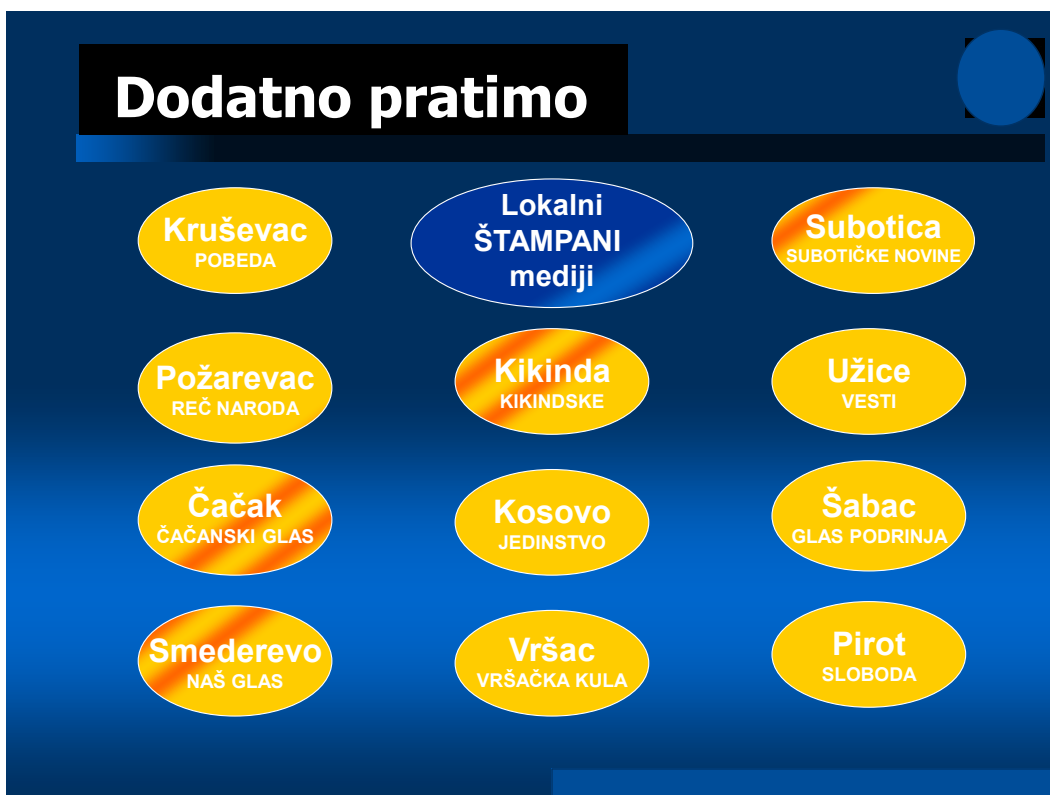 Dodatno pratimo
Kruševac
POBEDA
Lokalni
ŠTAMPANI
mediji
Subotica
SUBOTIČKE NOVINE
Požarevac
REČ NARODA
Kikinda
KIKINDSKE
Užice
VESTI
Čačak
ČAČANSKI GLAS
Kosovo
JEDINSTVO
Šabac
GLAS PODRINJA
Smederevo
NAŠ GLAS
Vršac
VRŠAČKA KULA
Pirot
SLOBODA